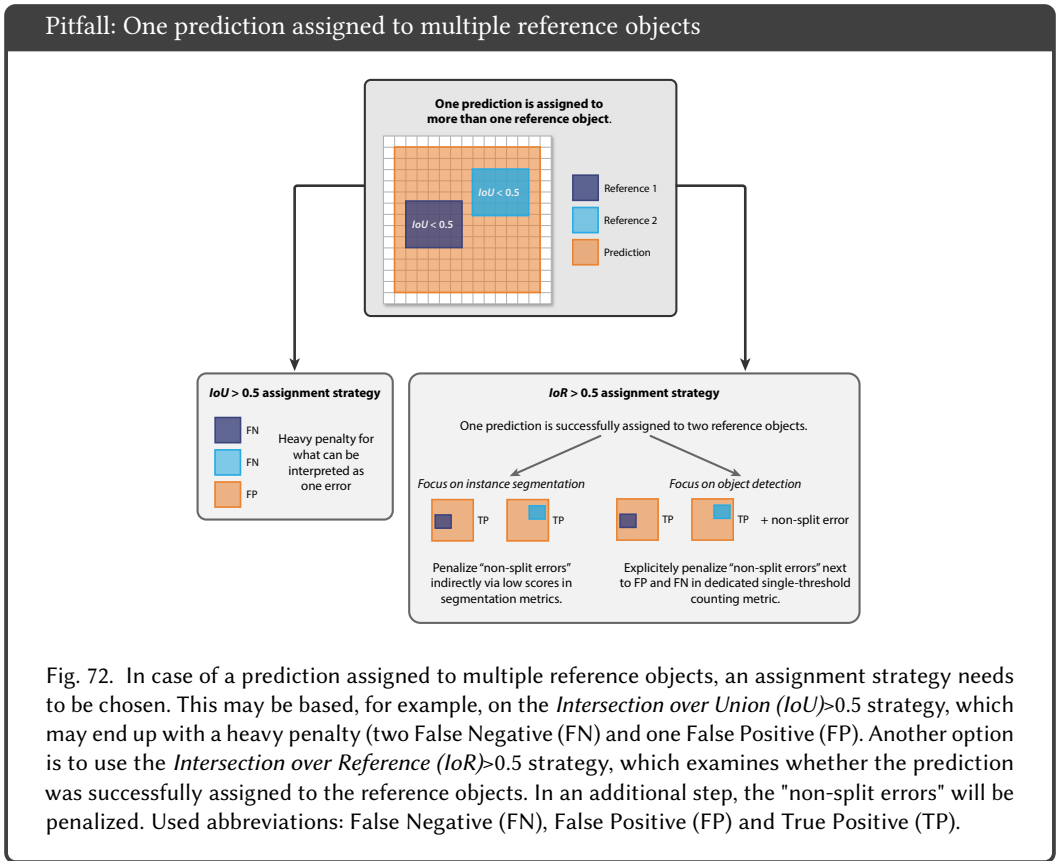 Pitfall: One prediction assigned to multiple reference objects
One prediction is assigned to
more than one reference object.
IoU < 0.5
IoU < 0.5
Reference 1
Reference 2
Prediction
IoU > 0.5 assignment strategy
FN
FN
FP
Heavy penalty for
what can be
interpreted as
one error
IoR > 0.5 assignment strategy
One prediction is successfully assigned to two reference objects.
Focus on instance segmentation
TP
TP
Penalize “non-split errors”
indirectly via low scores in
segmentation metrics.
Focus on object detection
TP
TP + non-split error
Explicitely penalize “non-split errors” next
to FP and FN in dedicated single-threshold
counting metric.
Fig. 72. In case of a prediction assigned to multiple reference objects, an assignment strategy needs
to be chosen. This may be based, for example, on the Intersection over Union (IoU)>0.5 strategy, which
may end up with a heavy penalty (two False Negative (FN) and one False Positive (FP). Another option
is to use the Intersection over Reference (IoR)>0.5 strategy, which examines whether the prediction
was successfully assigned to the reference objects. In an additional step, the "non-split errors" will be
penalized. Used abbreviations: False Negative (FN), False Positive (FP) and True Positive (TP).